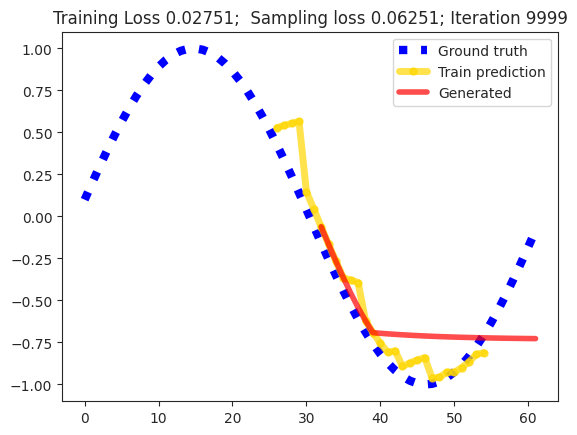 Training Loss 0.02751;  Sampling loss 0.06251; Iteration 9999
Ground truth
Train prediction
Generated
1.00
0.75
0.50
0.25
0.00
−0.25
−0.50
−0.75
−1.00
0 10 20 30 40 50 60